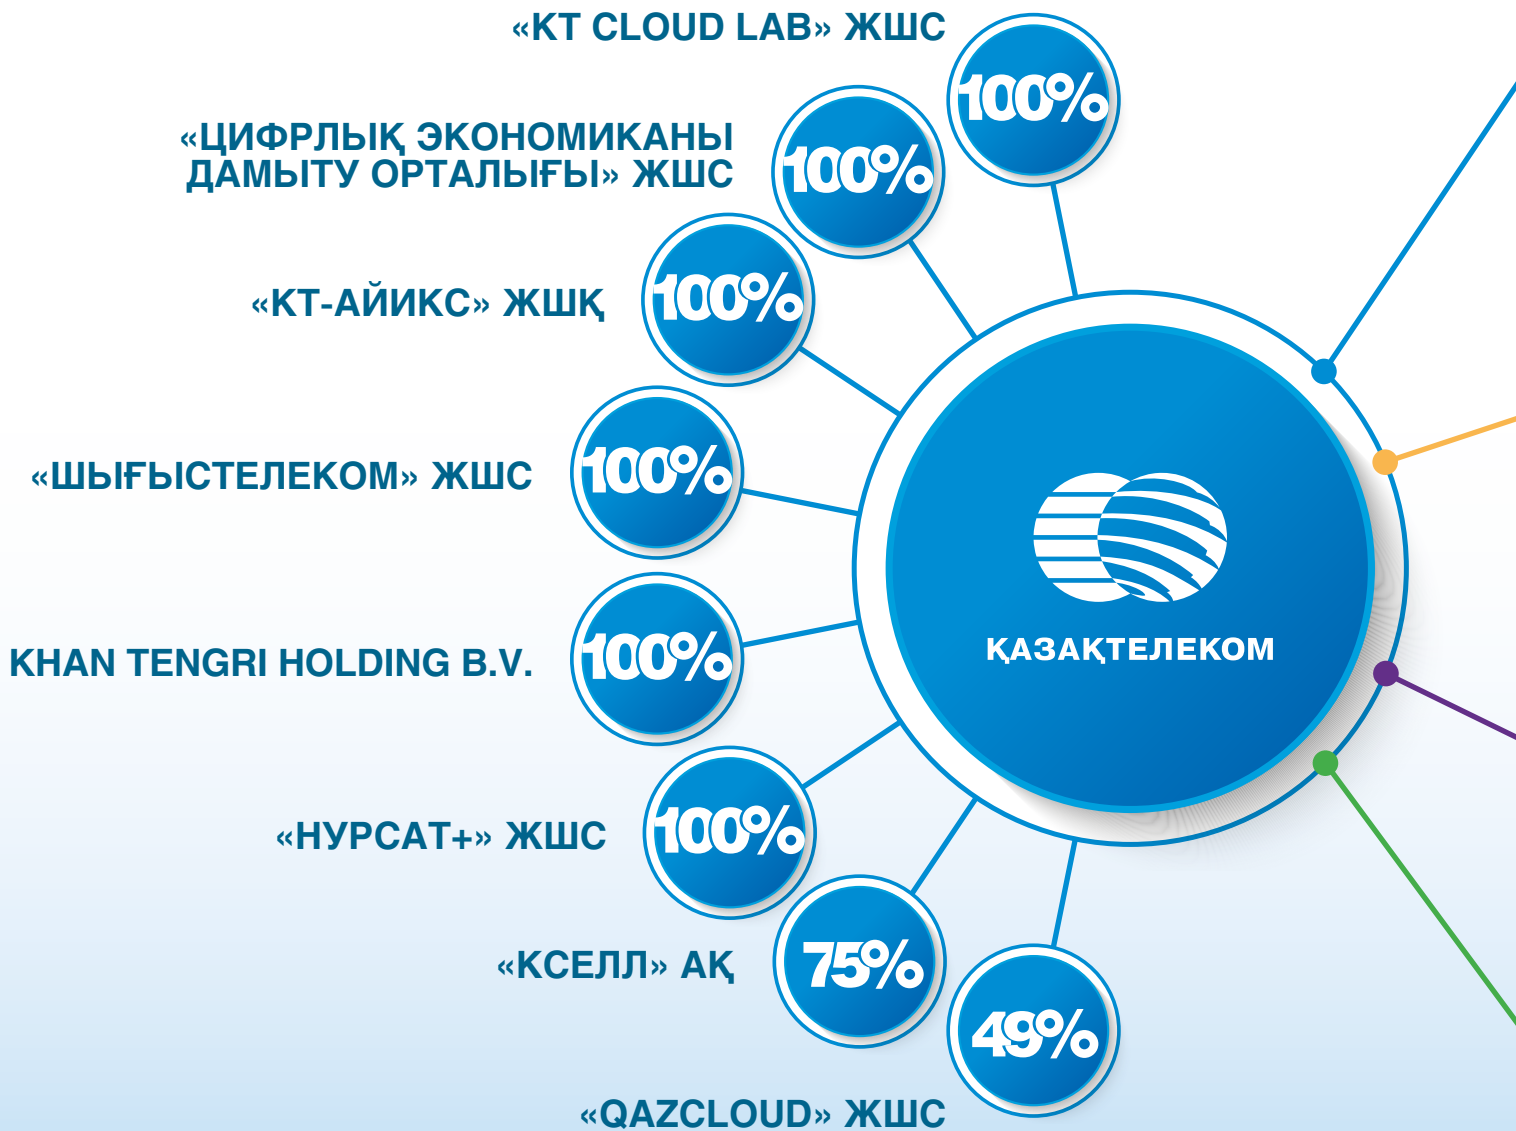 «KT CLOUD LAB» ЖШС
100%
«ЦИФРЛЫҚ ЭКОНОМИКАНЫ
ДАМЫТУ ОРТАЛЫҒЫ» ЖШС
100%
«КТ-АЙИКС» ЖШҚ
100%
«ШЫҒЫСТЕЛЕКОМ» ЖШС
100%
KHAN TENGRI HOLDING B.V.
100%
ҚАЗАҚТЕЛЕКОМ
«НУРСАТ+» ЖШС
100%
«КСЕЛЛ» АҚ
75%
49%
«QAZCLOUD» ЖШС